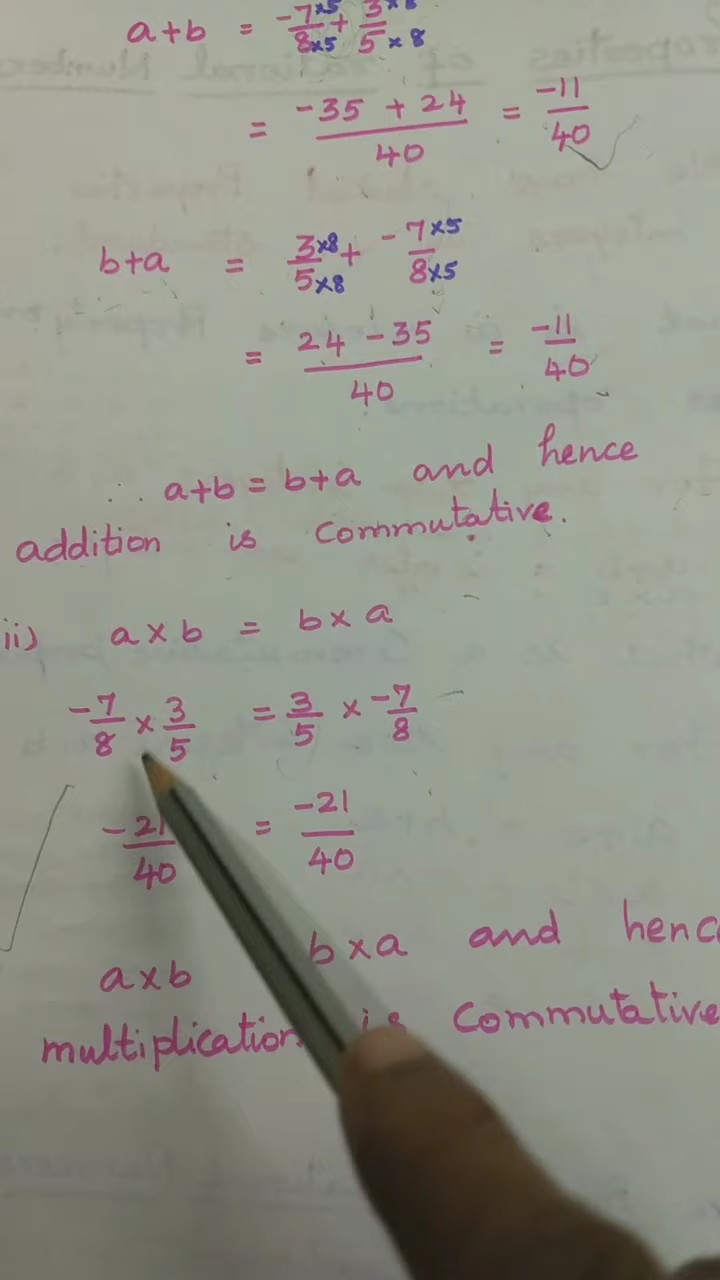 a+b = -7×5/8×5 + 3×8/5×8
= -35 + 24/40 = -11/40
b+a = 3×8/5×8 + -7×5/8×5
= 24 - 35/40 = -11/40
∴ a+b = b+a and hence
addition is commutative.
ii) a × b = b × a
-7/8 × 3/5 = 3/5 × -7/8
-21/40 = -21/40
a×b b×a and henc
multiplication is commutative